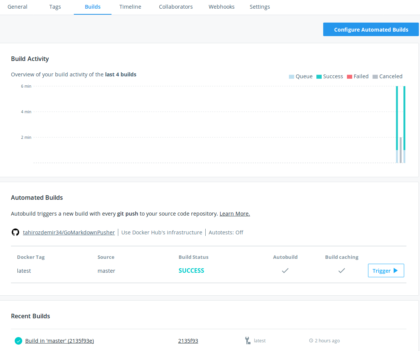 General Tags Builds Timeline Collaborators Webhooks Settings
Configure Automated Builds
Build Activity
Overview of your build activity of the last 4 builds
Queue Success Failed Canceled
6 min
4 min
2 min
Automated Builds
Autobuild triggers a new build with every git push to your source code repository. Learn More.
tahirozdemir34/GoMarkdownPusher | Use Docker Hub's Infrastructure | Autotests: Off
Docker Tag Source Build Status Autobuild Build caching
latest master SUCCESS Trigger
Recent Builds
Build in 'master' (2135f93e) 2135f93 latest 2 hours ago